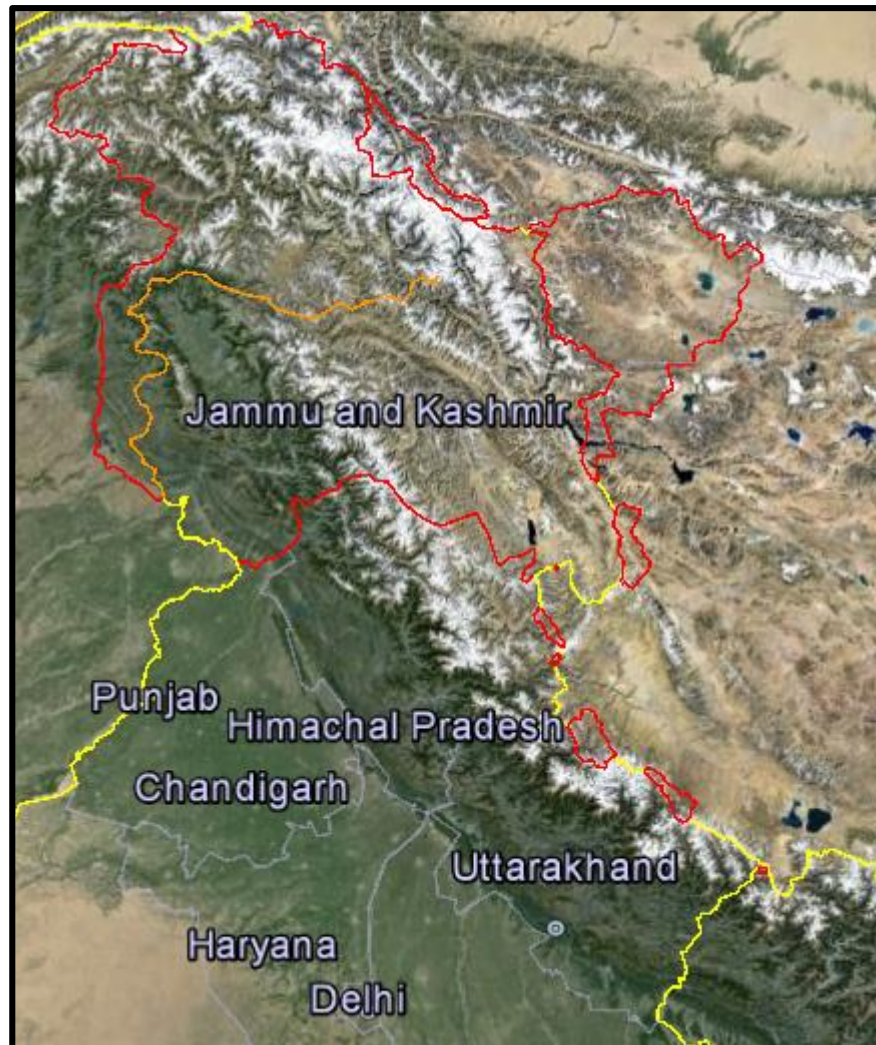 Jammu and Kashmir
Punjab
Himachal Pradesh
Chandigarh
Uttarakhand
Haryana
Delhi